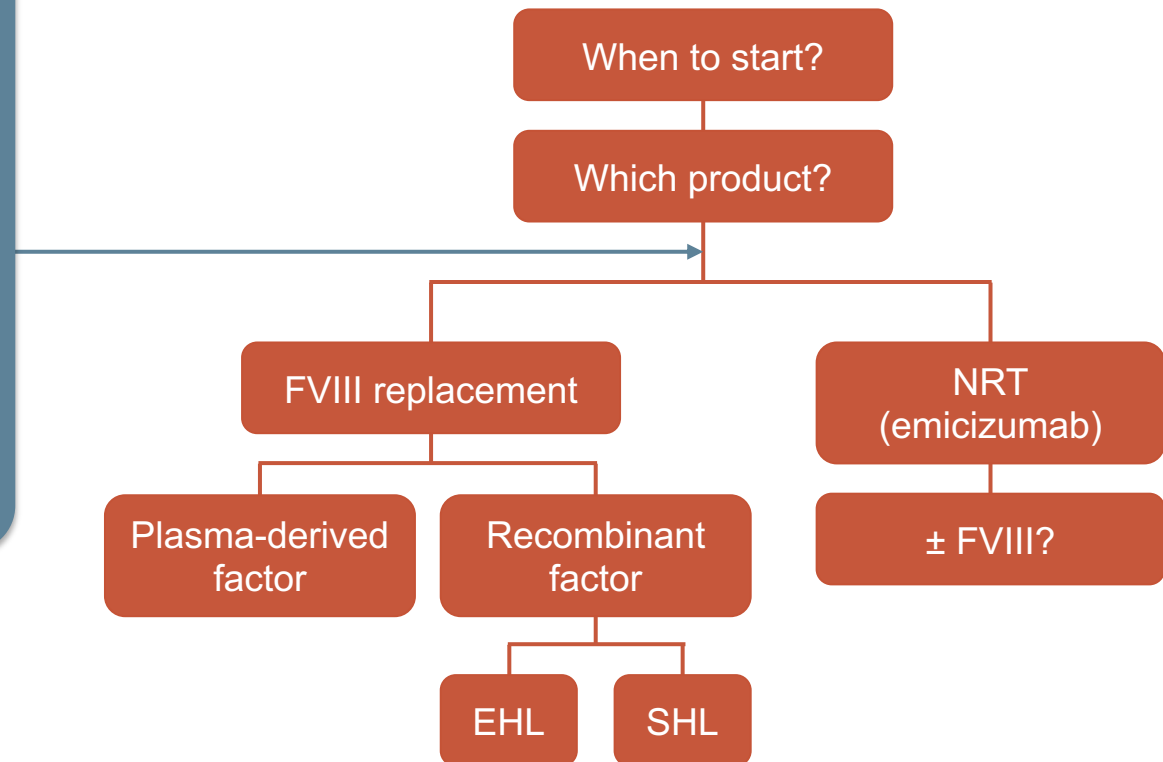 When to start?
Which product?
FVIII replacement
NRT
(emicizumab)
Plasma-derived
factor
Recombinant
factor
± FVIII?
EHL
SHL